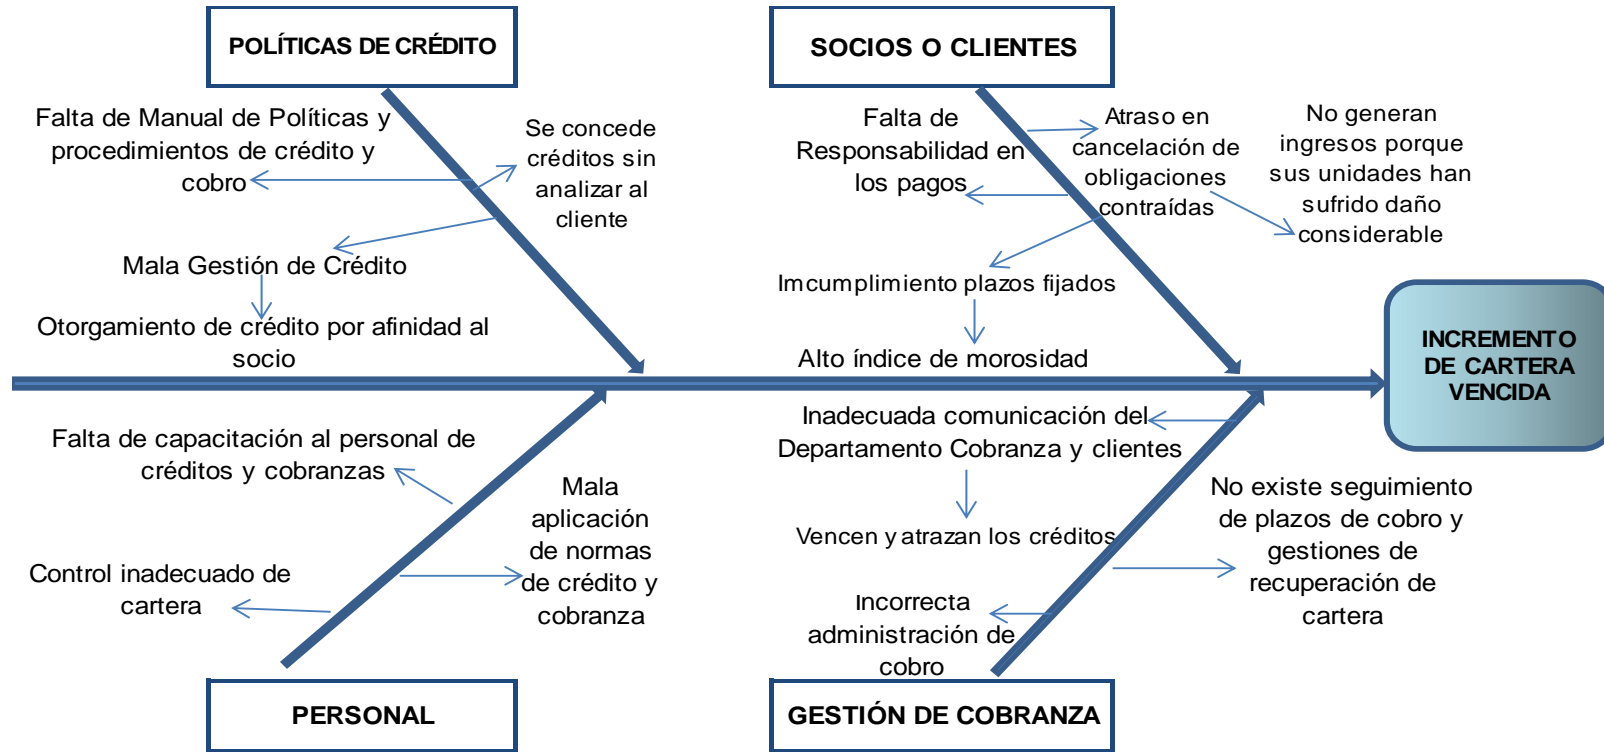 POLÍTICAS DE CRÉDITO
Falta de Manual de Políticas y
procedimientos de crédito y
cobro
Se concede
créditos sin
analizar al
cliente
Mala Gestión de Crédito
Otorgamiento de crédito por afinidad al
socio
SOCIOS O CLIENTES
Falta de
Responsabilidad en
los pagos
Atraso en
cancelación de
obligaciones
contraídas
No generan
ingresos porque
sus unidades han
sufrido daño
considerable
Imcumplimiento plazos fijados
Alto índice de morosidad
INCREMENTO
DE CARTERA
VENCIDA
Falta de capacitación al personal de
créditos y cobranzas
Mala
aplicación
de normas
de crédito y
cobranza
Control inadecuado de
cartera
PERSONAL
Inadecuada comunicación del
Departamento Cobranza y clientes
Vencen y atrazan los créditos
No existe seguimiento
de plazos de cobro y
gestiones de
recuperación de
cartera
Incorrecta
administración de
cobro
GESTIÓN DE COBRANZA